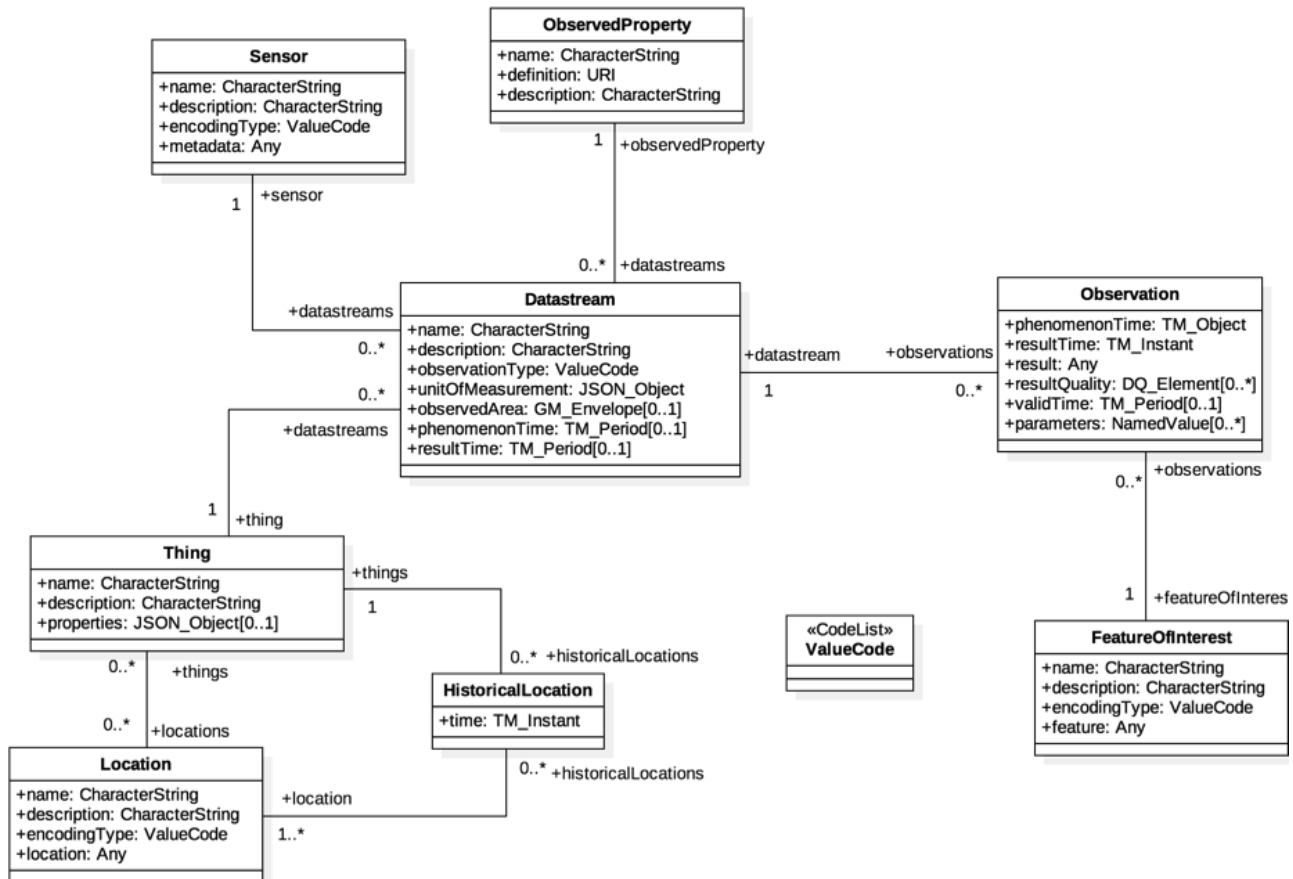 ObservedProperty
+name: CharacterString
+definition: URI
+description: CharacterString
Sensor
+name: CharacterString
+description: CharacterString
+encodingType: ValueCode
+metadata: Any
1
+observedProperty
1
+sensor
0..*
+datastreams
Datastream
+name: CharacterString
+description: CharacterString
+observationType: ValueCode
+unitOfMeasurement: JSON_Object
+observedArea: GM_Envelope[0..1]
+phenomenonTime: TM_Period[0..1]
+resultTime: TM_Period[0..1]
+datastreams
0..*
0..*
+datastreams
+datastream
1
+observations
0..*
Observation
+phenomenonTime: TM_Object
+resultTime: TM_Instant
+result: Any
+resultQuality: DQ_Element[0..*]
+validTime: TM_Period[0..1]
+parameters: NamedValue[0..*]
+observations
0..*
1
+thing
Thing
+name: CharacterString
+description: CharacterString
+properties: JSON_Object[0..1]
+things
1
0..*
+historicalLocations
HistoricalLocation
+time: TM_Instant
0..*
+historicalLocations
«CodeList»
ValueCode
1
+featureOfInteres
FeatureOfInterest
+name: CharacterString
+description: CharacterString
+encodingType: ValueCode
+feature: Any
0..*
+things
0..*
+locations
Location
+name: CharacterString
+description: CharacterString
+encodingType: ValueCode
+location: Any
+location
1..*